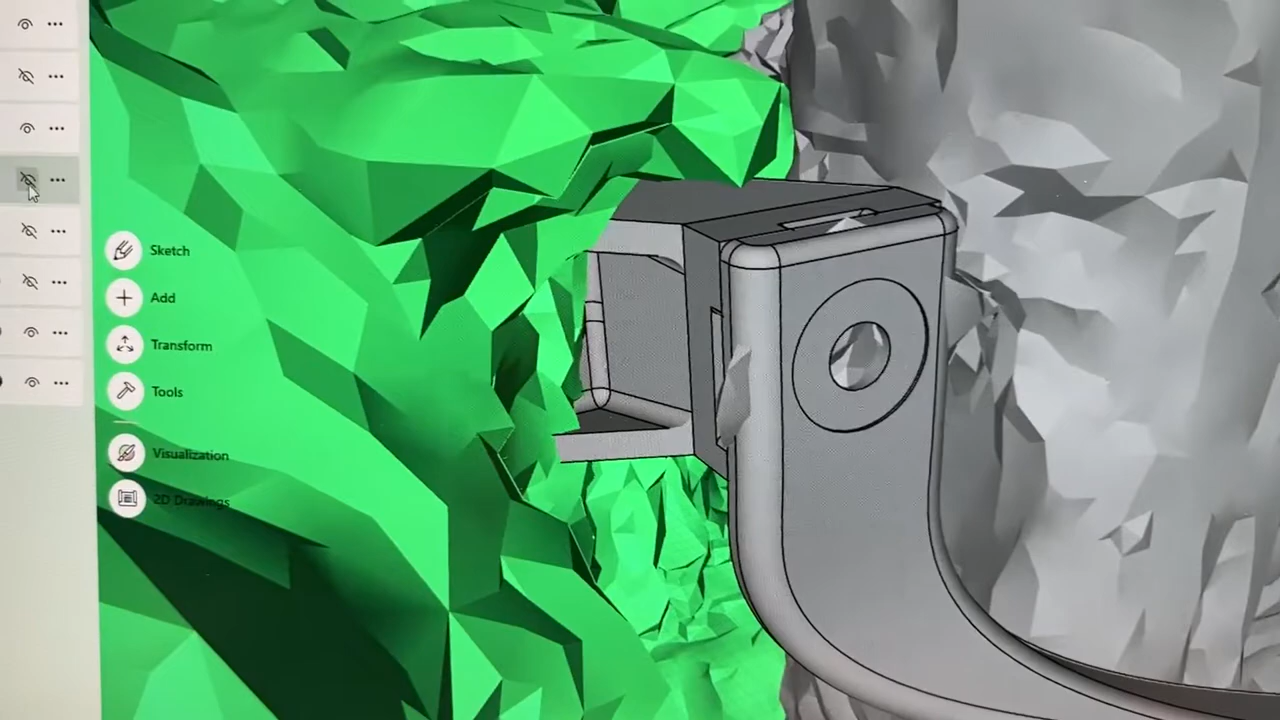 Sketch
Add
Transform
Tools
Visualization
2D Drawings